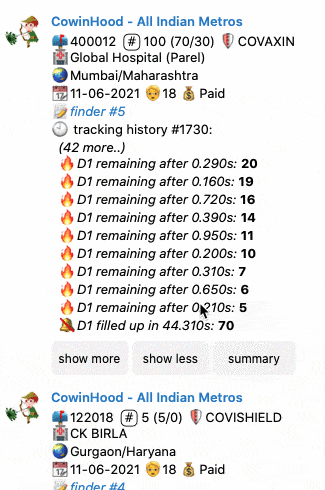 CowinHood - All Indian Metros
400012 # 100 (70/30) COVAXIN
Global Hospital (Parel)
Mumbai/Maharashtra
11-06-2021 18 Paid
finder #5
tracking history #1730:
(42 more..)
D1 remaining after 0.290s: 20
D1 remaining after 0.160s: 19
D1 remaining after 0.720s: 16
D1 remaining after 0.390s: 14
D1 remaining after 0.950s: 11
D1 remaining after 0.200s: 10
D1 remaining after 0.310s: 7
D1 remaining after 0.650s: 6
D1 remaining after 0.210s: 5
D1 filled up in 44.310s: 70
show more show less summary
CowinHood - All Indian Metros
122018 # 5 (5/0) COVISHIELD
CK BIRLA
Gurgaon/Haryana
11-06-2021 18 Paid
finder #4